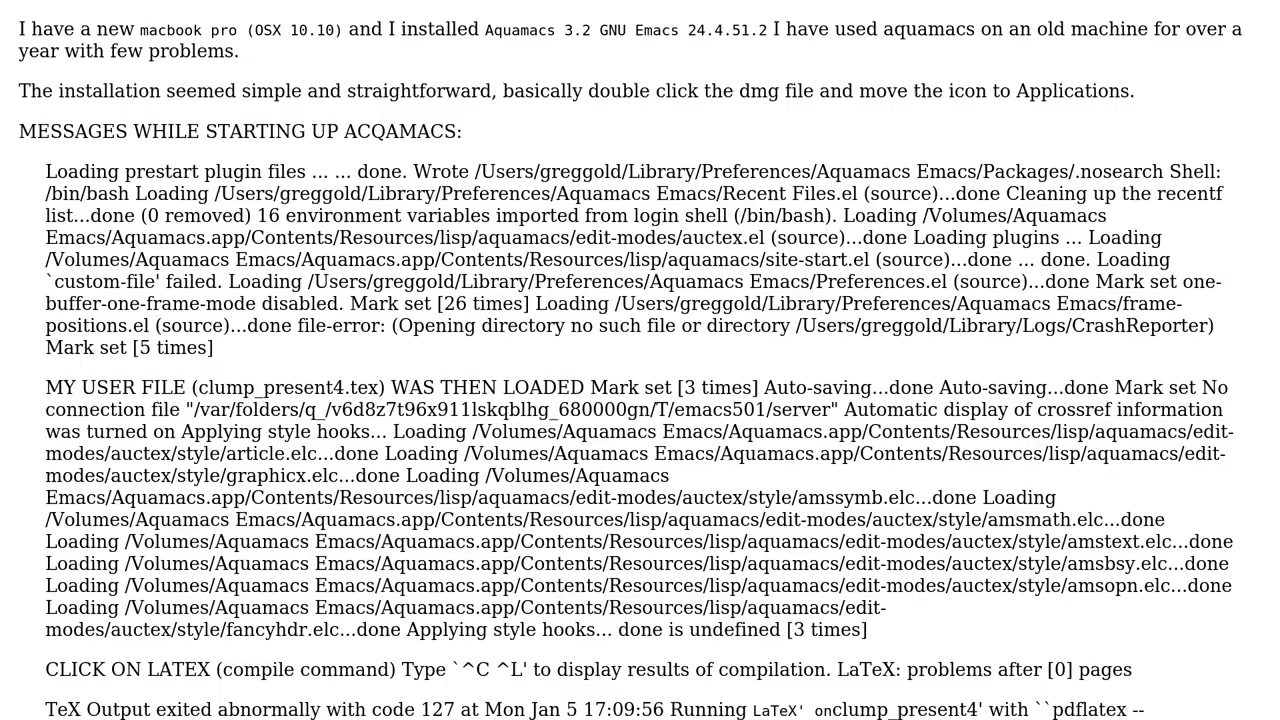 I have a new macbook pro (OSX 10.10) and I installed Aquamacs 3.2 GNU Emacs 24.4.51.2 I have used aquamacs on an old machine for over a
year with few problems.
The installation seemed simple and straightforward, basically double click the dmg file and move the icon to Applications.
MESSAGES WHILE STARTING UP ACQAMACS:
Loading prestart plugin files ... ... done. Wrote /Users/greggold/Library/Preferences/Aquamacs Emacs/Packages/.nosearch Shell:
/bin/bash Loading /Users/greggold/Library/Preferences/Aquamacs Emacs/Recent Files.el (source)...done Cleaning up the recentf
list...done (0 removed) 16 environment variables imported from login shell (/bin/bash). Loading /Volumes/Aquamacs
Emacs/Aquamacs.app/Contents/Resources/lisp/aquamacs/edit-modes/auctex.el (source)...done Loading plugins ... Loading
/Volumes/Aquamacs Emacs/Aquamacs.app/Contents/Resources/lisp/aquamacs/site-start.el (source)...done ... done. Loading
`custom-file' failed. Loading /Users/greggold/Library/Preferences/Aquamacs Emacs/Preferences.el (source)...done Mark set one-
buffer-one-frame-mode disabled. Mark set [26 times] Loading /Users/greggold/Library/Preferences/Aquamacs Emacs/frame-
positions.el (source)...done file-error: (Opening directory no such file or directory /Users/greggold/Library/Logs/CrashReporter)
Mark set [5 times]
MY USER FILE (clump_present4.tex) WAS THEN LOADED Mark set [3 times] Auto-saving...done Auto-saving...done Mark set No
connection file "/var/folders/q_/v6d8z7t96x911lskqblhg_680000gn/T/emacs501/server" Automatic display of crossref information
was turned on Applying style hooks... Loading /Volumes/Aquamacs Emacs/Aquamacs.app/Contents/Resources/lisp/aquamacs/edit-
modes/auctex/style/article.elc...done Loading /Volumes/Aquamacs Emacs/Aquamacs.app/Contents/Resources/lisp/aquamacs/edit-
modes/auctex/style/graphicx.elc...done Loading /Volumes/Aquamacs
Emacs/Aquamacs.app/Contents/Resources/lisp/aquamacs/edit-modes/auctex/style/amssymb.elc...done Loading
/Volumes/Aquamacs Emacs/Aquamacs.app/Contents/Resources/lisp/aquamacs/edit-modes/auctex/style/amsmath.elc...done
Loading /Volumes/Aquamacs Emacs/Aquamacs.app/Contents/Resources/lisp/aquamacs/edit-modes/auctex/style/amstext.elc...done
Loading /Volumes/Aquamacs Emacs/Aquamacs.app/Contents/Resources/lisp/aquamacs/edit-modes/auctex/style/amsbsy.elc...done
Loading /Volumes/Aquamacs Emacs/Aquamacs.app/Contents/Resources/lisp/aquamacs/edit-modes/auctex/style/amsopn.elc...done
Loading /Volumes/Aquamacs Emacs/Aquamacs.app/Contents/Resources/lisp/aquamacs/edit-
modes/auctex/style/fancyhdr.elc...done Applying style hooks... done is undefined [3 times]
CLICK ON LATEX (compile command) Type `^C ^L' to display results of compilation. LaTeX: problems after [0] pages
TeX Output exited abnormally with code 127 at Mon Jan 5 17:09:56 Running LaTeX' onclump_present4' with ``pdflatex --